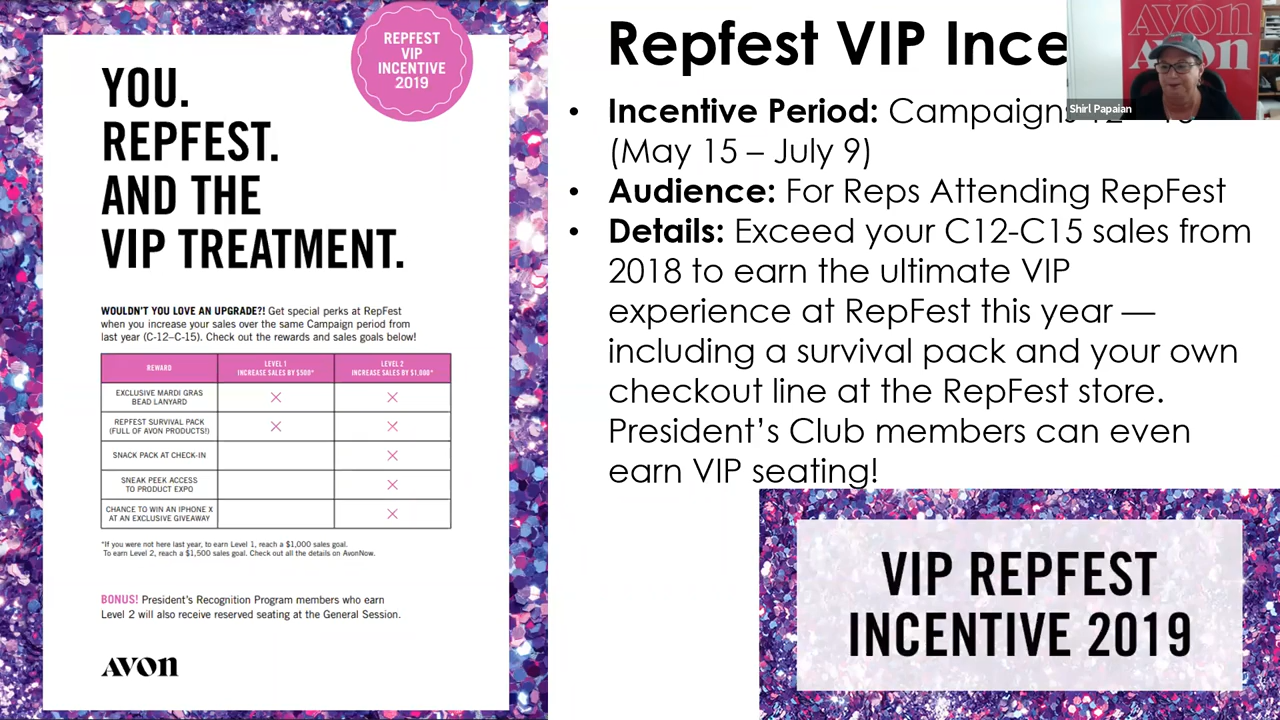 REPFEST
VIP
INCENTIVE
2019
YOU.
REPFEST.
AND THE
VIP TREATMENT.
WOULDN'T YOU LOVE AN UPGRADE?! Get special perks at RepFest
when you increase your sales over the same Campaign period from
last year (C-12–C-15). Check out the rewards and sales goals below!
REWARD LEVEL 1 LEVEL 2
INCREASE SALES BY $500* INCREASE SALES BY $1,000*
EXCLUSIVE MARDI GRAS
BEAD LANYARD
REPFEST SURVIVAL PACK
(FULL OF AVON PRODUCTS!)
SNACK PACK AT CHECK-IN
SNEAK PEEK ACCESS
TO PRODUCT EXPO
CHANCE TO WIN AN IPHONE X
AT AN EXCLUSIVE GIVEAWAY
*If you were not here last year, to earn Level 1, reach a $1,000 sales goal.
To earn Level 2, reach a $1,500 sales goal. Check out all the details on AvonNow.
BONUS! President's Recognition Program members who earn
Level 2 will also receive reserved seating at the General Session.
AVON
Repfest VIP Ince
• Incentive Period: Campaigns
(May 15 – July 9)
• Audience: For Reps Attending RepFest
• Details: Exceed your C12-C15 sales from
2018 to earn the ultimate VIP
experience at RepFest this year —
including a survival pack and your own
checkout line at the RepFest store.
President's Club members can even
earn VIP seating!
VIP REPFEST
INCENTIVE 2019
AVON
AVON
Shirl Papaian